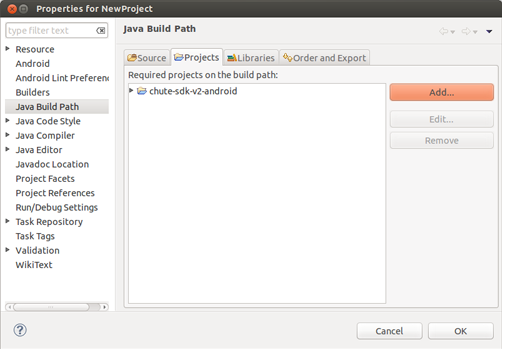 Properties for NewProject
type filter text
Java Build Path
Resource
Android
Android Lint Preferen
Builders
Java Build Path
Java Code Style
Java Compiler
Java Editor
Javadoc Location
Project Facets
Project References
Run/Debug Settings
Task Repository
Task Tags
Validation
WikiText
Source
Projects
Libraries
Order and Export
Required projects on the build path:
chute-sdk-v2-android
Add...
Edit...
Remove
Cancel
OK